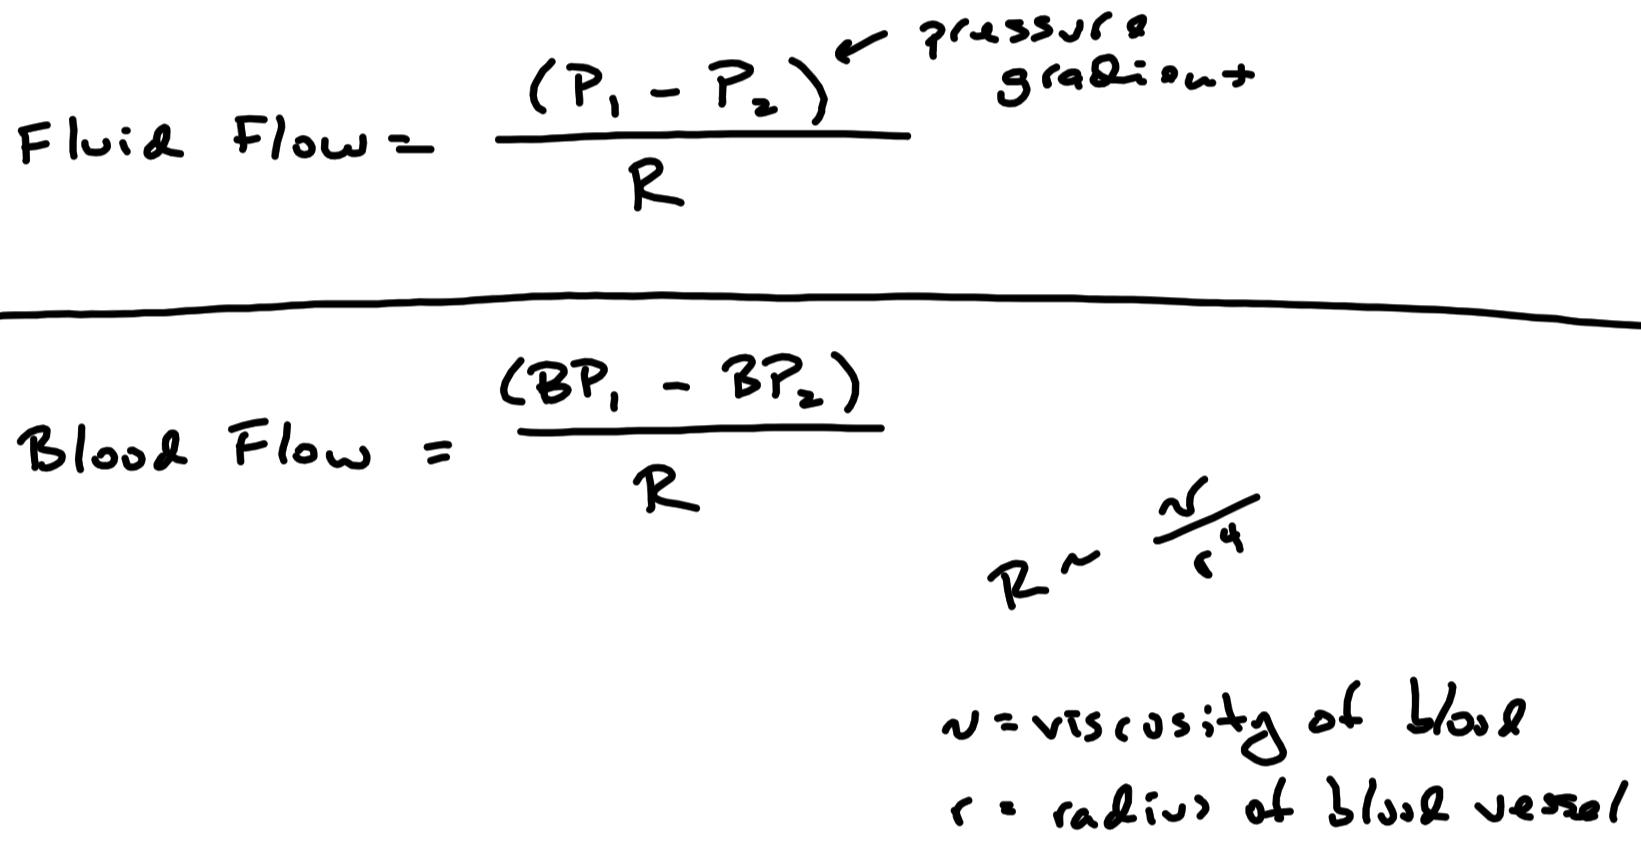 Fluid Flow = (P₁ - P₂) / R ← pressure gradient
Blood Flow = (BP₁ - BP₂) / R
R ~ N / r⁴
N = viscosity of blood
r = radius of blood vessel